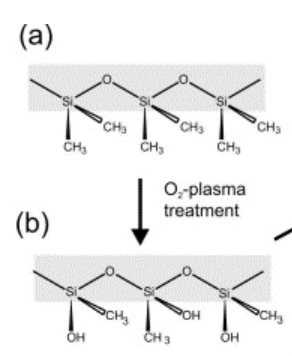 (a)
O O
Si Si Si
CH₃ CH₃ CH₃
CH₃ CH₃ CH₃
O₂-plasma
treatment
(b)
O O
Si Si Si
CH₃ OH CH₃
OH CH₃ OH